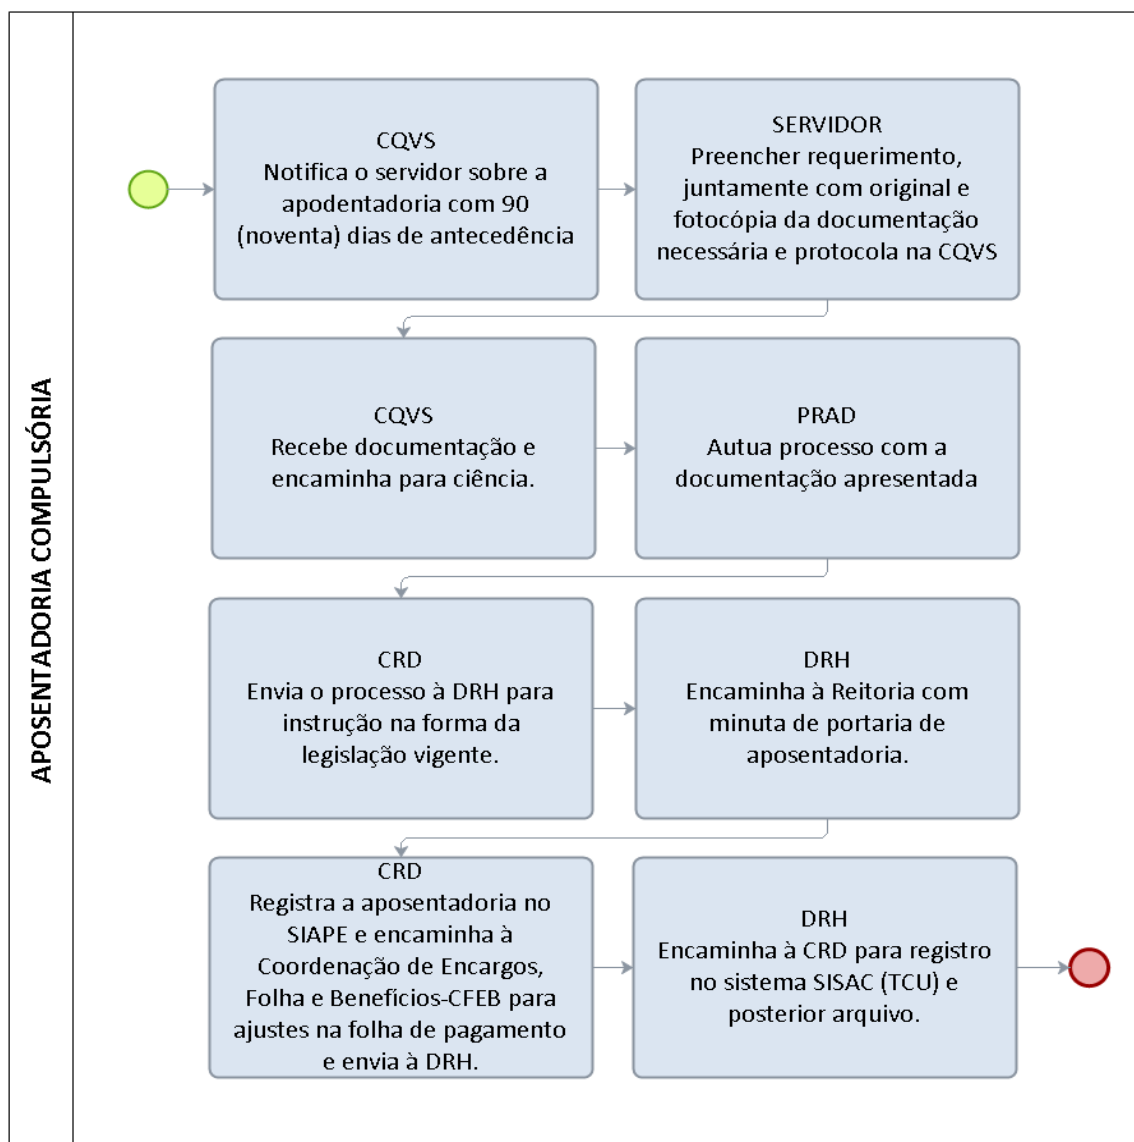 APOSENTADORIA COMPULSÓRIA
CQVS
Notifica o servidor sobre a
apodentadoria com 90
(noventa) dias de antecedência
SERVIDOR
Preencher requerimento,
juntamente com original e
fotocópia da documentação
necessária e protocola na CQVS
CQVS
Recebe documentação e
encaminha para ciência.
PRAD
Autua processo com a
documentação apresentada
CRD
Envia o processo à DRH para
instrução na forma da
legislação vigente.
DRH
Encaminha à Reitoria com
minuta de portaria de
aposentadoria.
CRD
Registra a aposentadoria no
SIAPE e encaminha à
Coordenação de Encargos,
Folha e Benefícios-CFEB para
ajustes na folha de pagamento
e envia à DRH.
DRH
Encaminha à CRD para registro
no sistema SISAC (TCU) e
posterior arquivo.